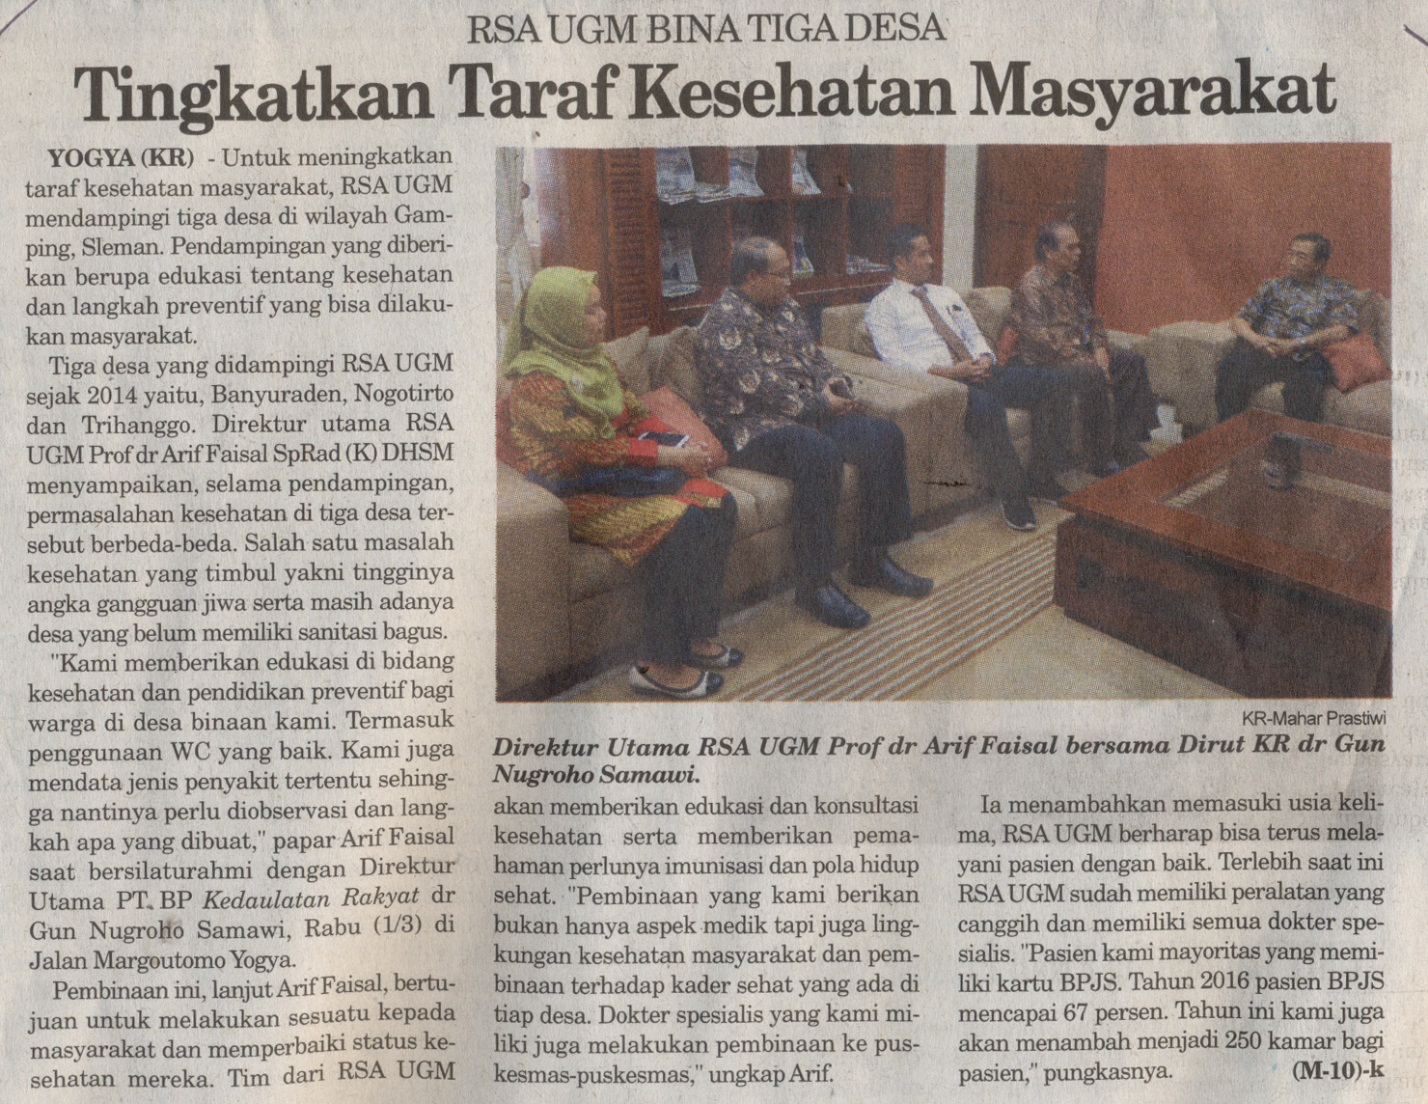 RSA UGM BINA TIGA DESA
Tingkatkan Taraf Kesehatan Masyarakat
YOGYA (KR) - Untuk meningkatkan
taraf kesehatan masyarakat, RSA UGM
mendampingi tiga desa di wilayah Gam-
ping, Sleman. Pendampingan yang diberi-
kan berupa edukasi tentang kesehatan
dan langkah preventif yang bisa dilaku-
kan masyarakat.
Tiga desa yang didampingi RSA UGM
sejak 2014 yaitu, Banyuraden, Nogotirto
dan Trihanggo. Direktur utama RSA
UGM Prof dr Arif Faisal SpRad (K) DHSM
menyampaikan, selama pendampingan,
permasalahan kesehatan di tiga desa ter-
sebut berbeda-beda. Salah satu masalah
kesehatan yang timbul yakni tingginya
angka gangguan jiwa serta masih adanya
desa yang belum memiliki sanitasi bagus.
"Kami memberikan edukasi di bidang
kesehatan dan pendidikan preventif bagi
warga di desa binaan kami. Termasuk
penggunaan WC yang baik. Kami juga
mendata jenis penyakit tertentu sehing-
ga nantinya perlu diobservasi dan lang-
kah apa yang dibuat," papar Arif Faisal
saat bersilaturahmi dengan Direktur
Utama PT. BP Kedaulatan Rakyat dr
Gun Nugroho Samawi, Rabu (1/3) di
Jalan Margoutomo Yogya.
Pembinaan ini, lanjut Arif Faisal, bertu-
juan untuk melakukan sesuatu kepada
masyarakat dan memperbaiki status ke-
sehatan mereka. Tim dari RSA UGM
KR-Mahar Prastiwi
Direktur Utama RSA UGM Prof dr Arif Faisal bersama Dirut KR dr Gun
Nugroho Samawi.
akan memberikan edukasi dan konsultasi
kesehatan serta memberikan pema-
haman perlunya imunisasi dan pola hidup
sehat. "Pembinaan yang kami berikan
bukan hanya aspek medik tapi juga ling-
kungan kesehatan masyarakat dan pem-
binaan terhadap kader sehat yang ada di
tiap desa. Dokter spesialis yang kami mi-
liki juga melakukan pembinaan ke pus-
kesmas-puskesmas," ungkap Arif.
Ia menambahkan memasuki usia keli-
ma, RSA UGM berharap bisa terus mela-
yani pasien dengan baik. Terlebih saat ini
RSA UGM sudah memiliki peralatan yang
canggih dan memiliki semua dokter spe-
sialis. "Pasien kami mayoritas yang memi-
liki kartu BPJS. Tahun 2016 pasien BPJS
mencapai 67 persen. Tahun ini kami juga
akan menambah menjadi 250 kamar bagi
pasien," pungkasnya. (M-10)-k